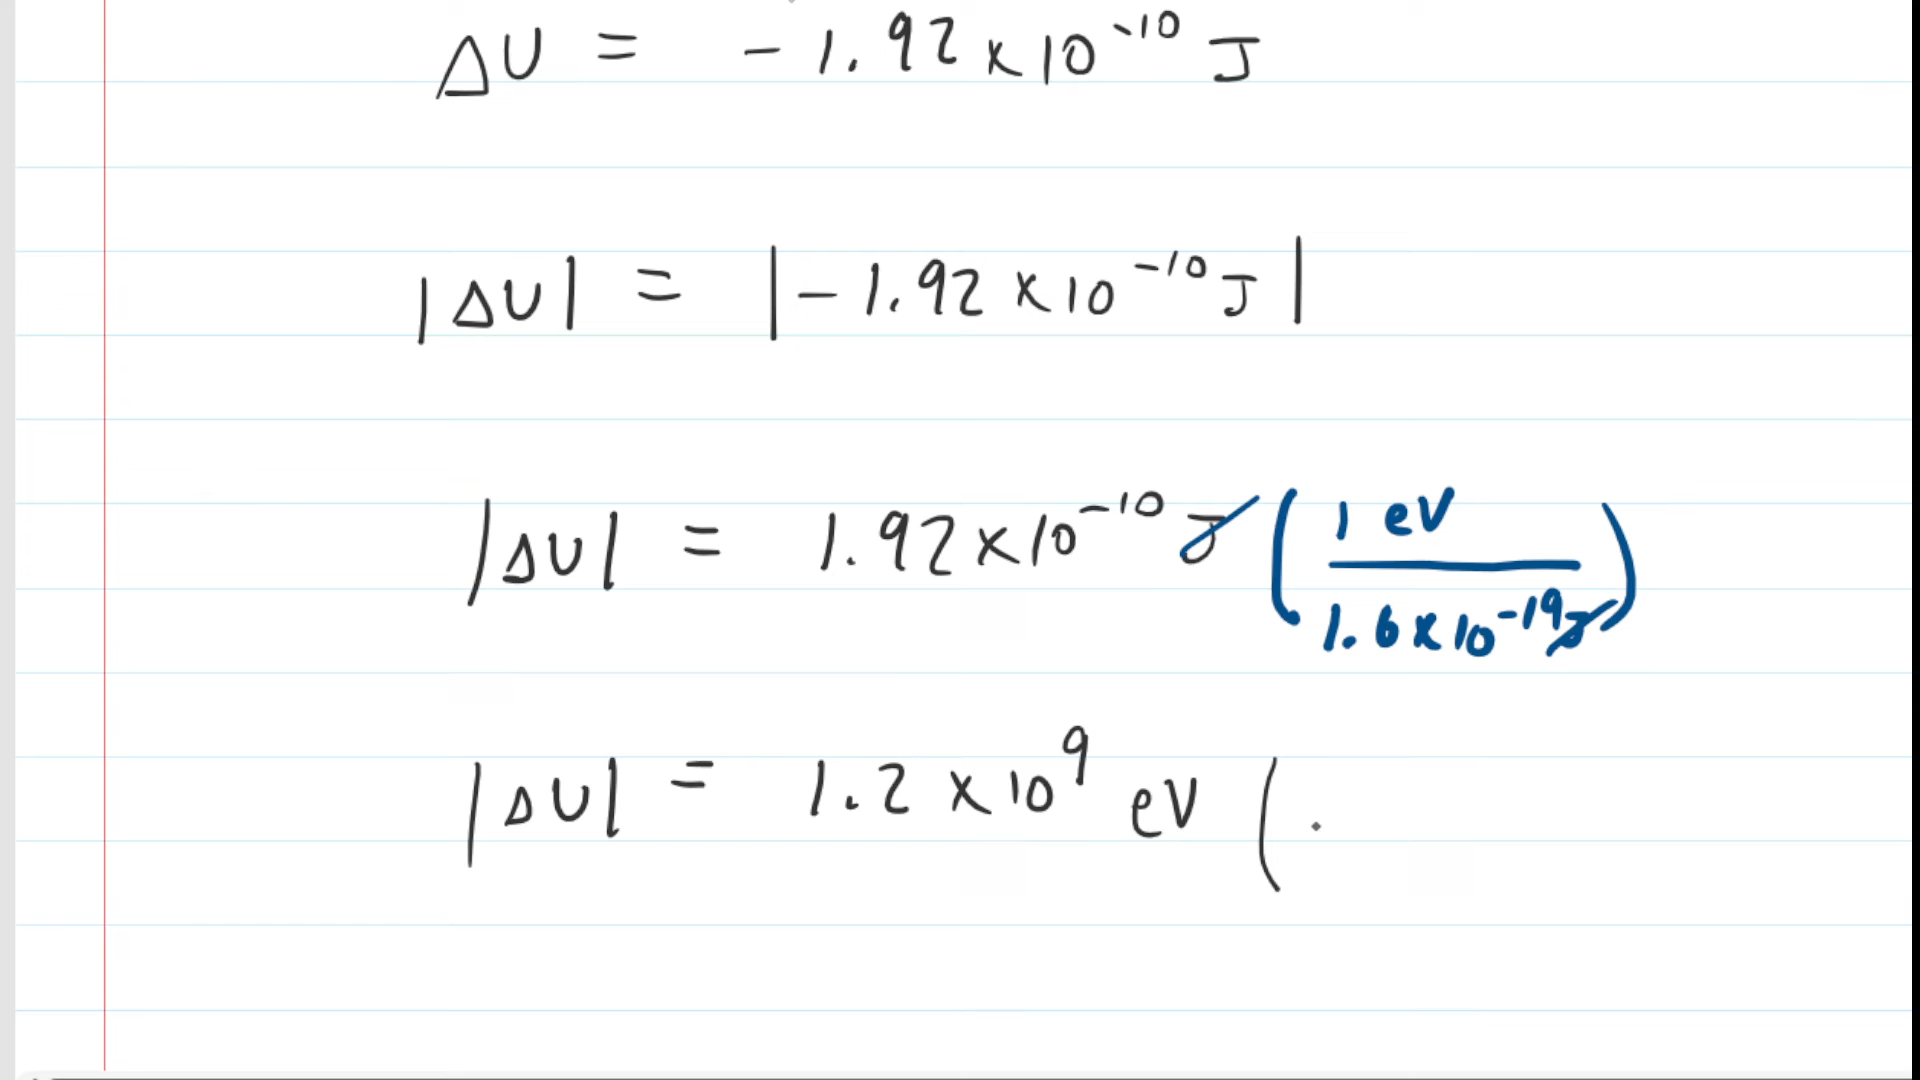 ΔU = - 1.92 x 10⁻¹⁰ J
|ΔU| = |- 1.92 x 10⁻¹⁰ J|
|ΔU| = 1.92 x 10⁻¹⁰ J (1 eV / 1.6 x 10⁻¹⁹ J)
|ΔU| = 1.2 x 10⁹ eV (